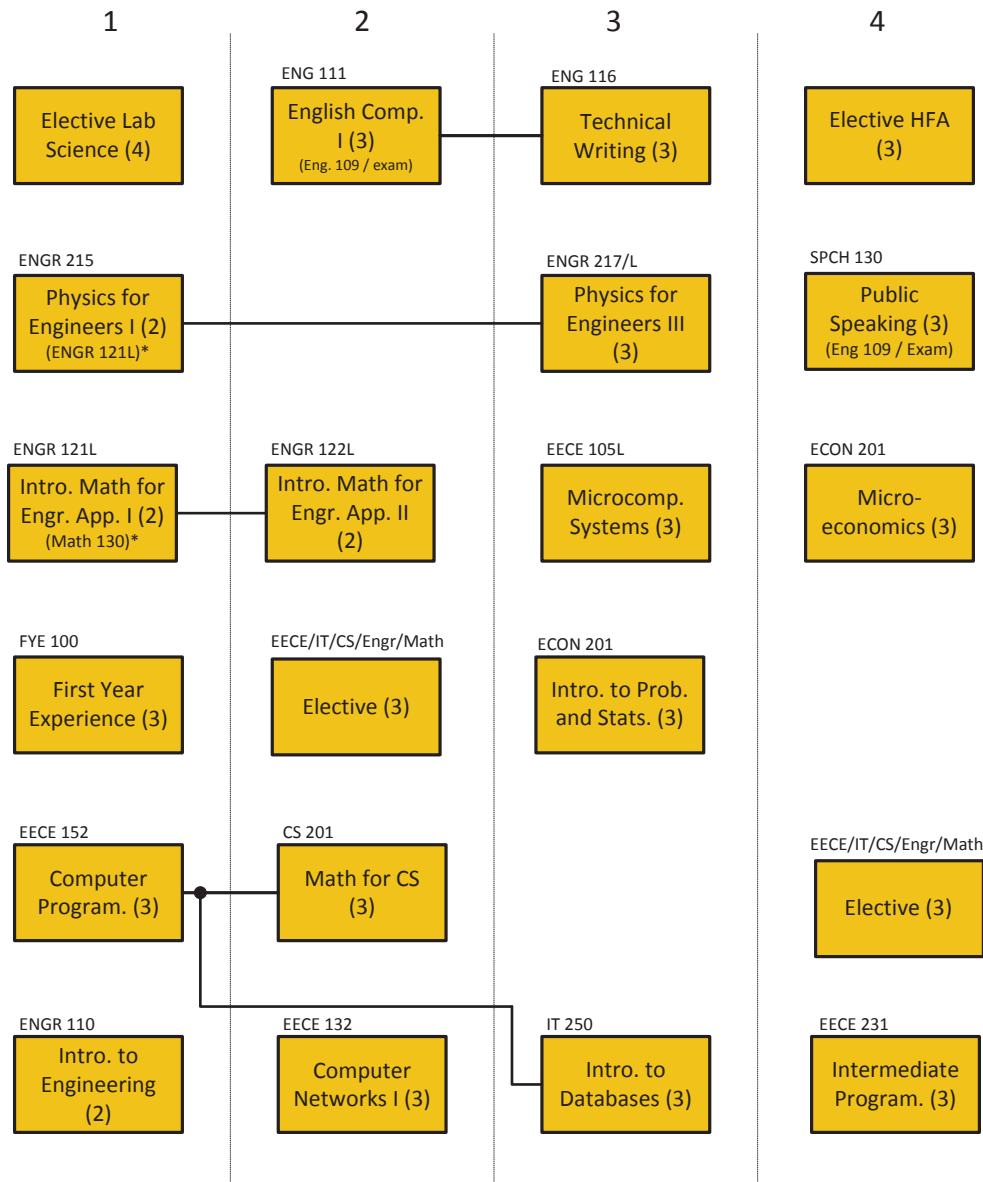 1
2
3
4
Elective Lab
Science (4)
ENG 111
English Comp.
I (3)
(Eng. 109 / exam)
ENG 116
Technical
Writing (3)
Elective HFA
(3)
ENGR 215
Physics for
Engineers I (2)
(ENGR 121L)*
ENGR 217/L
Physics for
Engineers III
(3)
SPCH 130
Public
Speaking (3)
(Eng 109 / Exam)
ENGR 121L
Intro. Math for
Engr. App. I (2)
(Math 130)*
ENGR 122L
Intro. Math for
Engr. App. II
(2)
EECE 105L
Microcomp.
Systems (3)
ECON 201
Micro-
economics (3)
FYE 100
First Year
Experience (3)
EECE/IT/CS/Engr/Math
Elective (3)
ECON 201
Intro. to Prob.
and Stats. (3)
EECE 152
Computer
Program. (3)
CS 201
Math for CS
(3)
EECE/IT/CS/Engr/Math
Elective (3)
ENGR 110
Intro. to
Engineering
(2)
EECE 132
Computer
Networks I (3)
IT 250
Intro. to
Databases (3)
EECE 231
Intermediate
Program. (3)